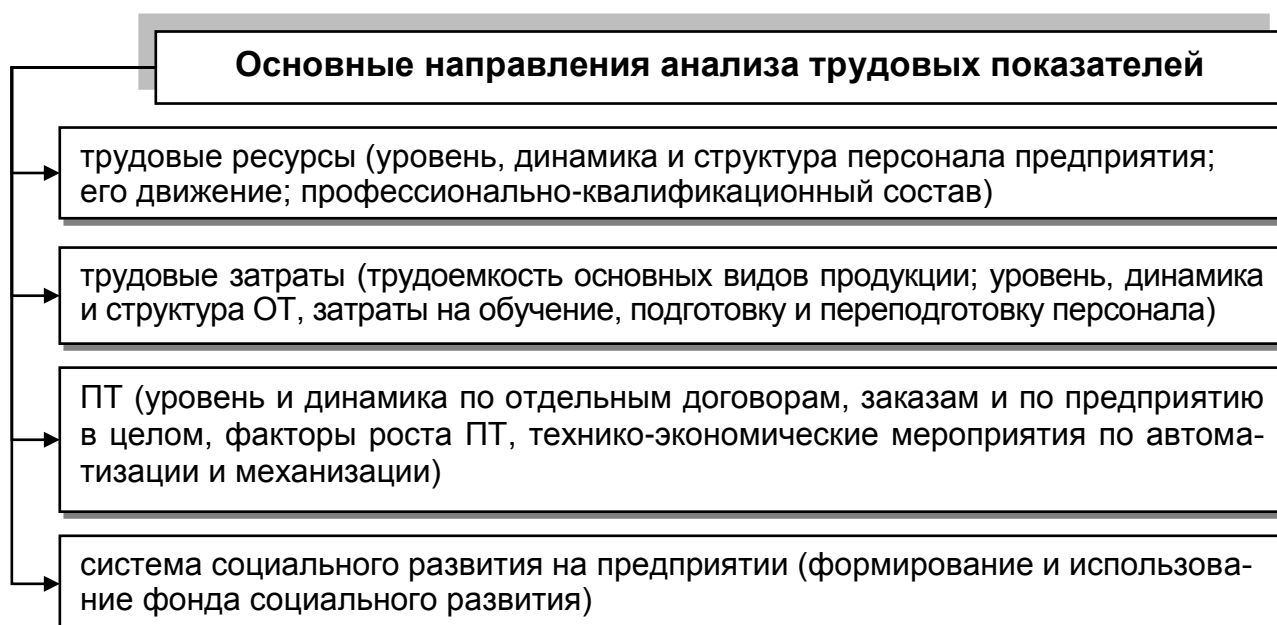 Основные направления анализа трудовых показателей
трудовые ресурсы (уровень, динамика и структура персонала предприятия;
его движение; профессионально-квалификационный состав)
трудовые затраты (трудоемкость основных видов продукции; уровень, динамика
и структура ОТ, затраты на обучение, подготовку и переподготовку персонала)
ПТ (уровень и динамика по отдельным договорам, заказам и по предприятию
в целом, факторы роста ПТ, технико-экономические мероприятия по автома-
тизации и механизации)
система социального развития на предприятии (формирование и использова-
ние фонда социального развития)